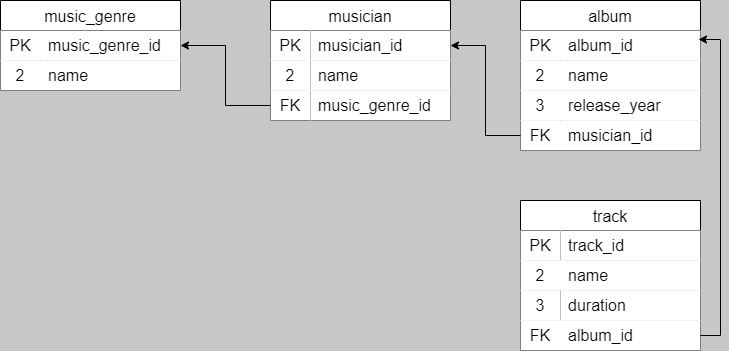 music_genre
PK music_genre_id
2 name
musician
PK musician_id
2 name
FK music_genre_id
album
PK album_id
2 name
3 release_year
FK musician_id
track
PK track_id
2 name
3 duration
FK album_id